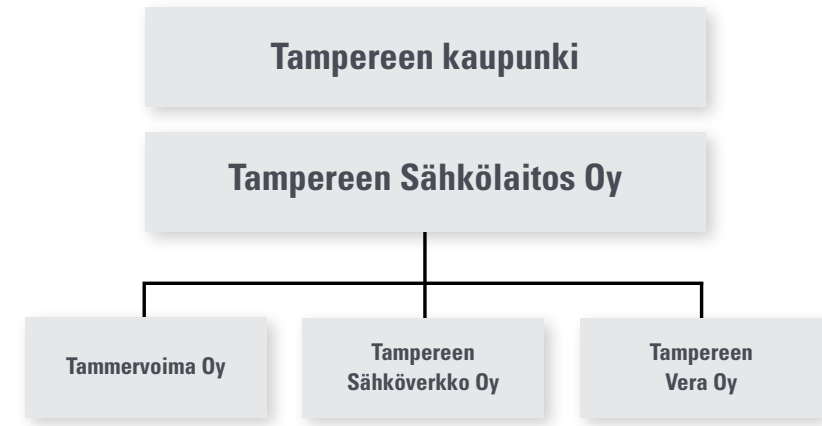 Tampereen kaupunki
Tampereen Sähkölaitos Oy
Tammervoima Oy
Tampereen
Sähköverkko Oy
Tampereen
Vera Oy